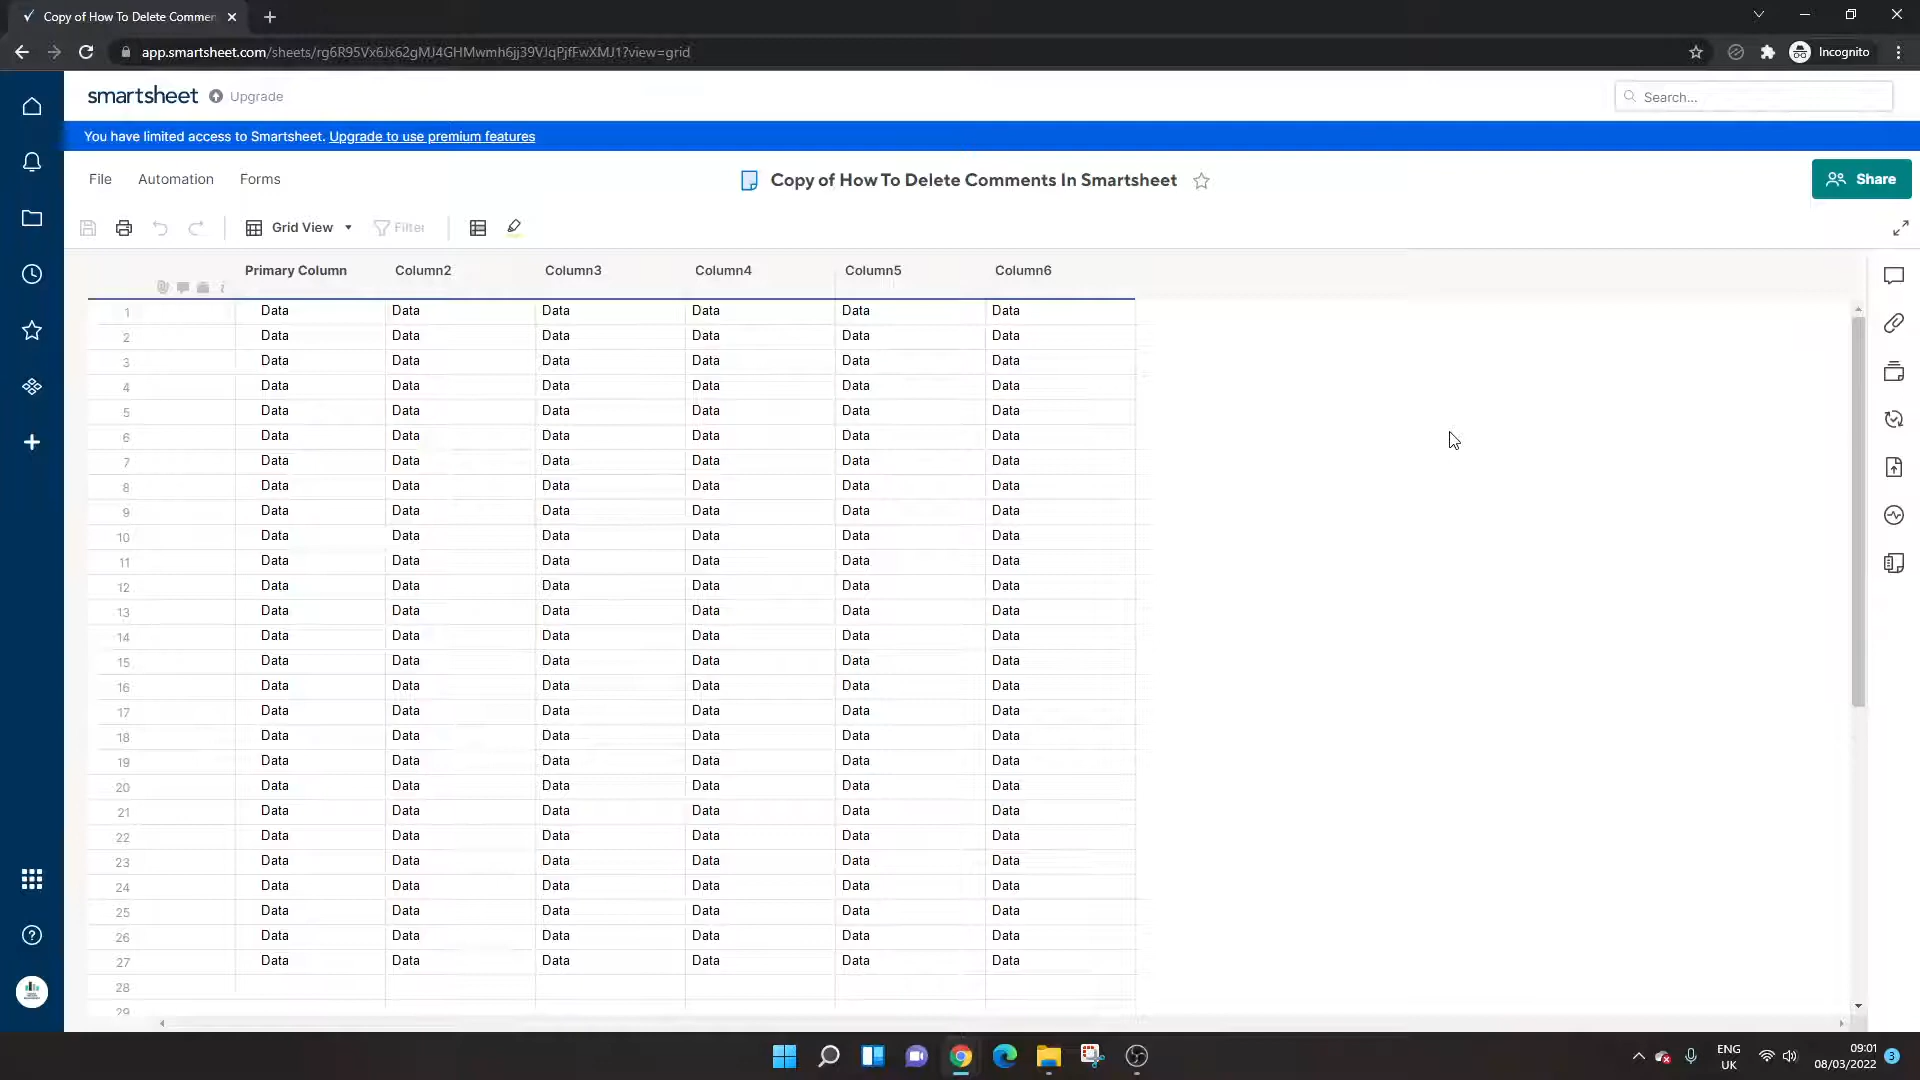 Copy of How To Delete Commen
app.smartsheet.com/sheets/rg6R95Vx6Jx62gMJ4GHMwmh6jj39VJqPjfFwXMJ1?view=grid
Incognito
smartsheet Upgrade
Search...
You have limited access to Smartsheet. Upgrade to use premium features
File Automation Forms
Copy of How To Delete Comments In Smartsheet
Share
Grid View Filter
Primary Column Column2 Column3 Column4 Column5 Column6
1 Data Data Data Data Data Data
2 Data Data Data Data Data Data
3 Data Data Data Data Data Data
4 Data Data Data Data Data Data
5 Data Data Data Data Data Data
6 Data Data Data Data Data Data
7 Data Data Data Data Data Data
8 Data Data Data Data Data Data
9 Data Data Data Data Data Data
10 Data Data Data Data Data Data
11 Data Data Data Data Data Data
12 Data Data Data Data Data Data
13 Data Data Data Data Data Data
14 Data Data Data Data Data Data
15 Data Data Data Data Data Data
16 Data Data Data Data Data Data
17 Data Data Data Data Data Data
18 Data Data Data Data Data Data
19 Data Data Data Data Data Data
20 Data Data Data Data Data Data
21 Data Data Data Data Data Data
22 Data Data Data Data Data Data
23 Data Data Data Data Data Data
24 Data Data Data Data Data Data
25 Data Data Data Data Data Data
26 Data Data Data Data Data Data
27 Data Data Data Data Data Data
28
29
ENG
UK
09:01
08/03/2022
3